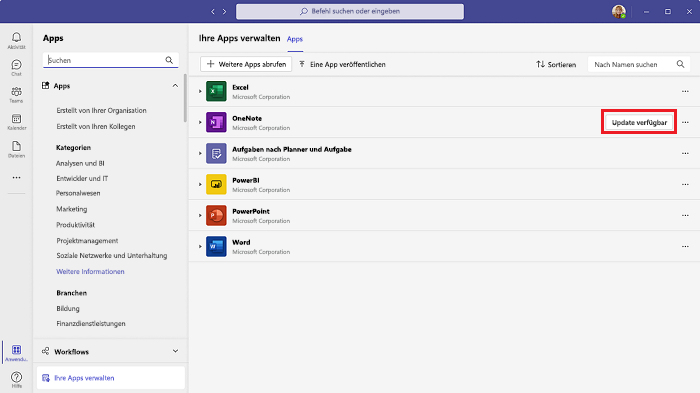 Befehl suchen oder eingeben
Aktivität
Chat
Teams
Kalender
Dateien
Anwendu...
Hilfe
Apps
Suchen
Apps
Erstellt von Ihrer Organisation
Erstellt von Ihren Kollegen
Kategorien
Analysen und BI
Entwickler und IT
Personalwesen
Marketing
Produktivität
Projektmanagement
Soziale Netzwerke und Unterhaltung
Weitere Informationen
Branchen
Bildung
Finanzdienstleistungen
Workflows
Ihre Apps verwalten
Ihre Apps verwalten Apps
Weitere Apps abrufen Eine App veröffentlichen Sortieren Nach Namen suchen
Excel
Microsoft Corporation
OneNote
Microsoft Corporation
Update verfügbar
Aufgaben nach Planner und Aufgabe
Microsoft Corporation
PowerBI
Microsoft Corporation
PowerPoint
Microsoft Corporation
Word
Microsoft Corporation